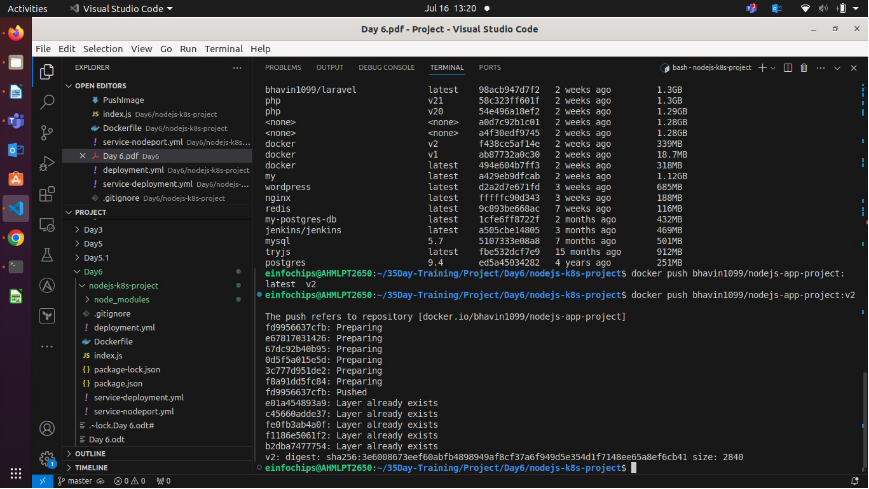 Activities
Visual Studio Code
Jul 16 13:20
Day 6.pdf - Project - Visual Studio Code
File Edit Selection View Go Run Terminal Help
EXPLORER
OPEN EDITORS
PushImage
JS index.js Day6/nodejs-k8s-project
Dockerfile Day6/nodejs-k8s-project
! service-nodeport.yml Day6/nodejs-k8s...
Day 6.pdf Day6
! deployment.yml Day6/nodejs-k8s-project
! service-deployment.yml Day6/nodejs-...
.gitignore Day6/nodejs-k8s-project
PROJECT
Day3
Day5
Day5.1
Day6
nodejs-k8s-project
node_modules
.gitignore
! deployment.yml
Dockerfile
JS index.js
{} package-lock.json
{} package.json
! service-deployment.yml
! service-nodeport.yml
.~lock.Day 6.odt#
Day 6.odt
OUTLINE
TIMELINE
PROBLEMS OUTPUT DEBUG CONSOLE TERMINAL PORTS
bash - nodejs-k8s-project
bhavin1099/laravel latest 98acb947d7f2 2 weeks ago 1.3GB
php v21 58c323ff601f 3 weeks ago 1.3GB
php v20 54e496a18ef2 2 weeks ago 1.29GB
<none> <none> a0d7c92b1c01 2 weeks ago 1.28GB
<none> <none> a4f30edf9745 2 weeks ago 1.28GB
docker v2 f438ce5af14e 2 weeks ago 339MB
docker v1 ab87732a0c30 2 weeks ago 18.7MB
docker latest 494e604b7ff3 2 weeks ago 318MB
my latest a429eb9dfcab 2 weeks ago 1.12GB
wordpress latest d2a2d7e671fd 3 weeks ago 685MB
nginx latest fffffc90d343 3 weeks ago 188MB
redis latest 9c893be668ac 7 weeks ago 116MB
my-postgres-db latest 1cfe6ff8722f 2 months ago 432MB
jenkins/jenkins latest a505cbe14805 3 months ago 469MB
mysql 5.7 5107333e08a8 7 months ago 501MB
tryjs latest fbe532dcf7e9 15 months ago 912MB
postgres 9.4 ed5a45034282 4 years ago 251MB
einfochips@AHMLPT2650:~/35Day-Training/Project/Day6/nodejs-k8s-project$ docker push bhavin1099/nodejs-app-project:
latest v2
einfochips@AHMLPT2650:~/35Day-Training/Project/Day6/nodejs-k8s-project$ docker push bhavin1099/nodejs-app-project:v2
The push refers to repository [docker.io/bhavin1099/nodejs-app-project]
fd9956637cfb: Preparing
e67817031426: Preparing
67dc92b40b95: Preparing
0d5f5a015e5d: Preparing
3c777d951de2: Preparing
f8a91dd5fc84: Preparing
fd9956637cfb: Pushed
e01a454893a9: Layer already exists
c45660adde37: Layer already exists
fe0fb3ab4a0f: Layer already exists
f1186e5061f2: Layer already exists
b2dba7477754: Layer already exists
v2: digest: sha256:3e6008673eef60abfb4898949af8cf37a6f949d5e354d1f7148ee65a8ef6cb41 size: 2840
einfochips@AHMLPT2650:~/35Day-Training/Project/Day6/nodejs-k8s-project$
master 0 0 0